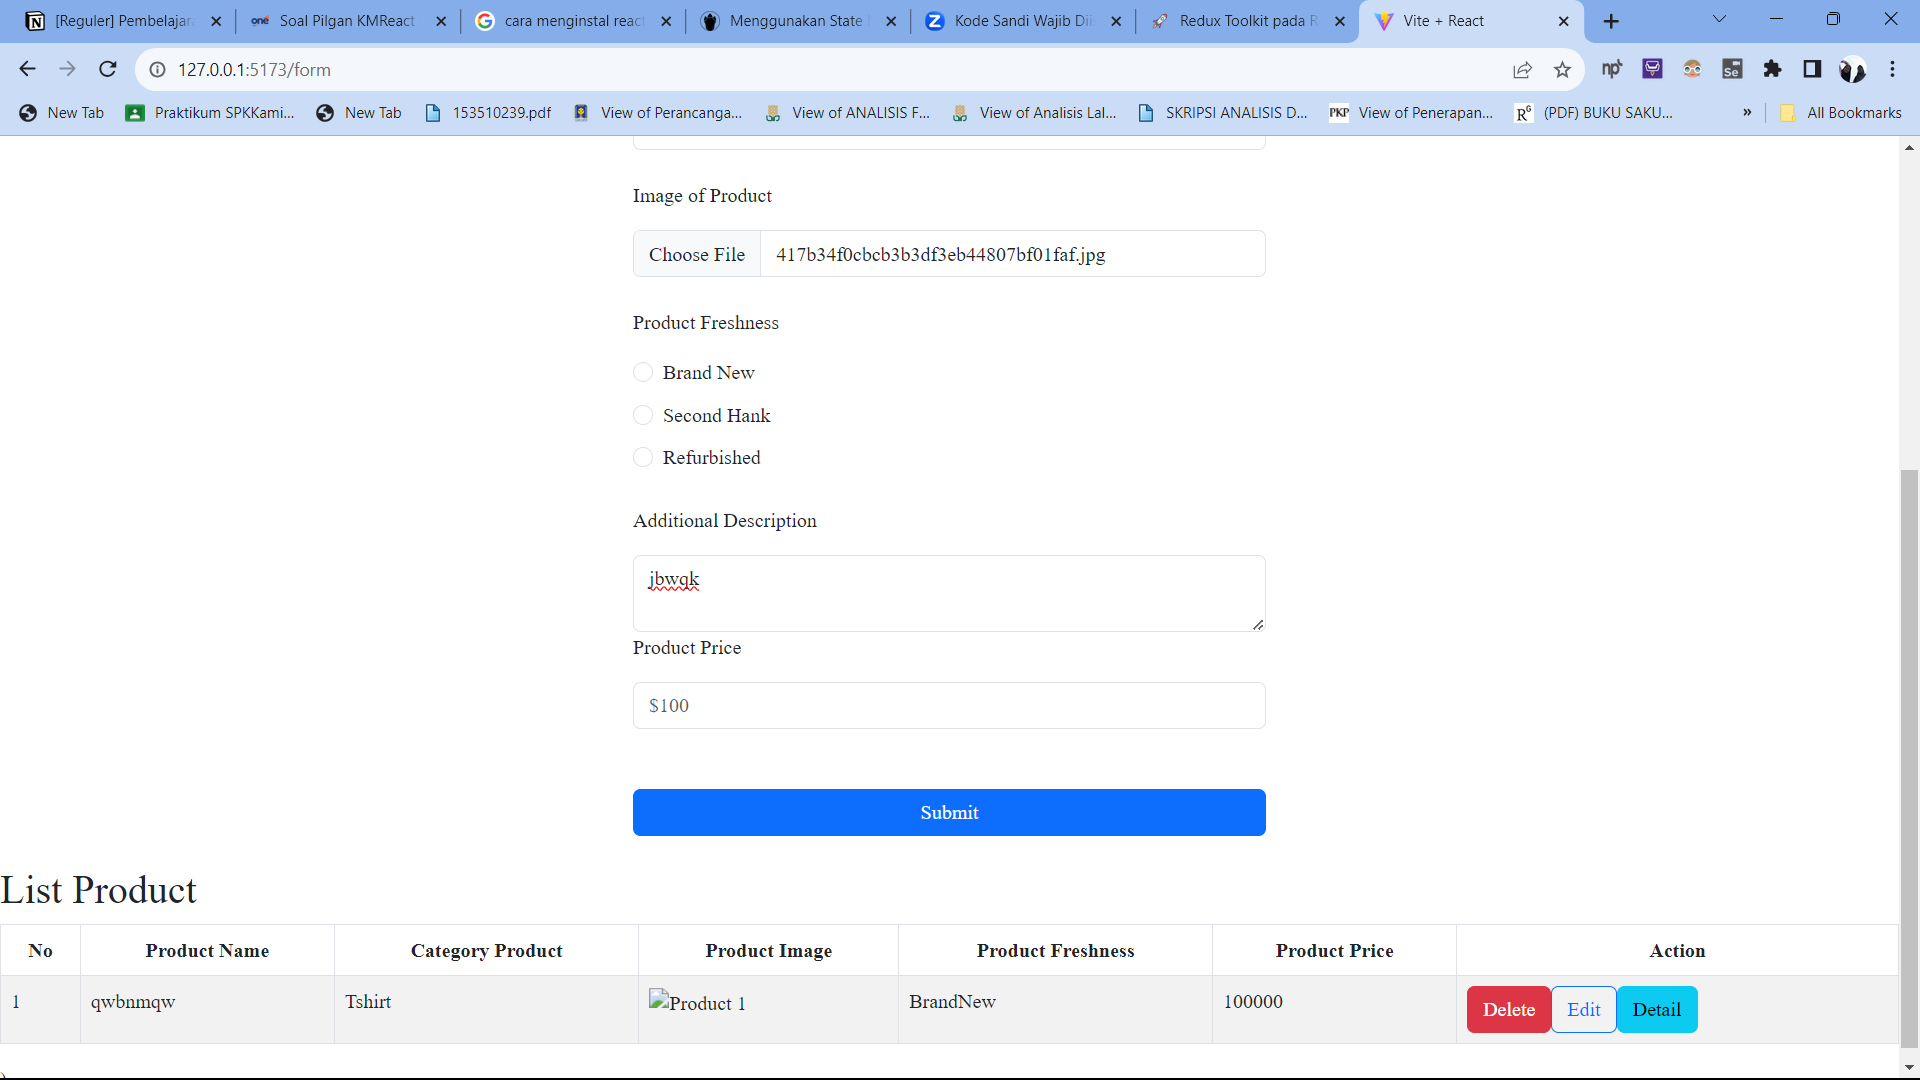 [Reguler] Pembelajar
Soal Pilgan KMReact
cara menginstal react
Menggunakan State
Kode Sandi Wajib Dii
Redux Toolkit pada R
Vite + React
127.0.0.1:5173/form
New Tab
Praktikum SPKKami...
New Tab
153510239.pdf
View of Perancanga...
View of ANALISIS F...
View of Analisis Lal...
SKRIPSI ANALISIS D...
PKP View of Penerapan...
(PDF) BUKU SAKU...
» All Bookmarks
Image of Product
Choose File 417b34f0cbcb3b3df3eb44807bf01faf.jpg
Product Freshness
Brand New
Second Hank
Refurbished
Additional Description
jbwqk
Product Price
$100
Submit
List Product
No Product Name Category Product Product Image Product Freshness Product Price Action
1 qwbnmqw Tshirt Product 1 BrandNew 100000 Delete Edit Detail